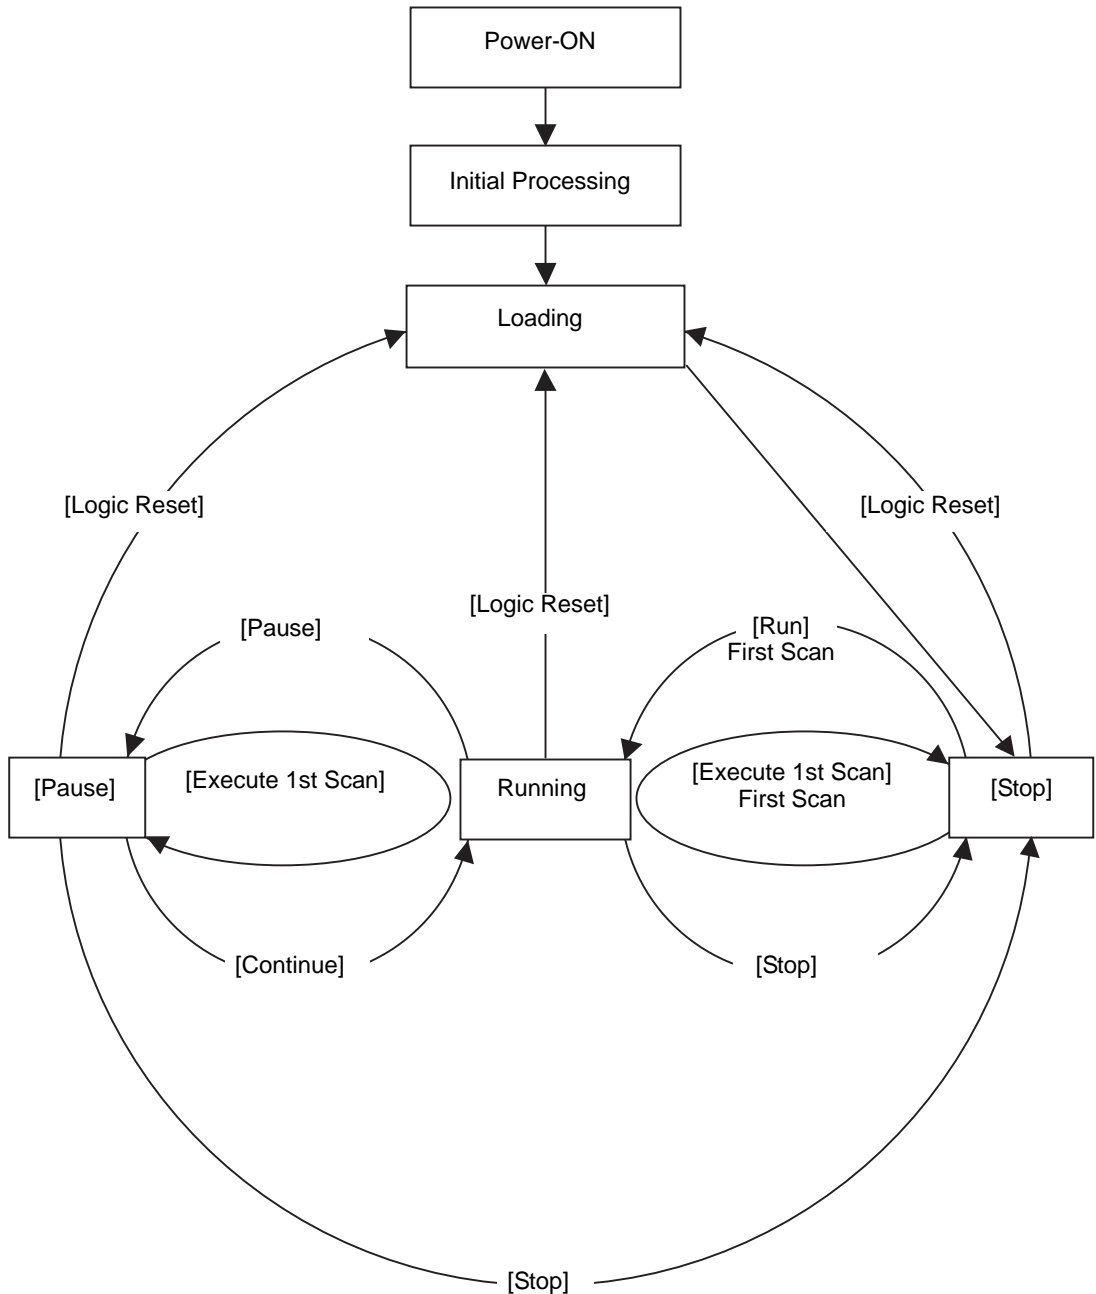 Power-ON
Initial Processing
Loading
[Logic Reset]
[Logic Reset]
[Logic Reset]
[Pause]
[Run]
First Scan
[Pause]
[Execute 1st Scan]
Running
[Execute 1st Scan]
First Scan
[Stop]
[Continue]
[Stop]
[Stop]